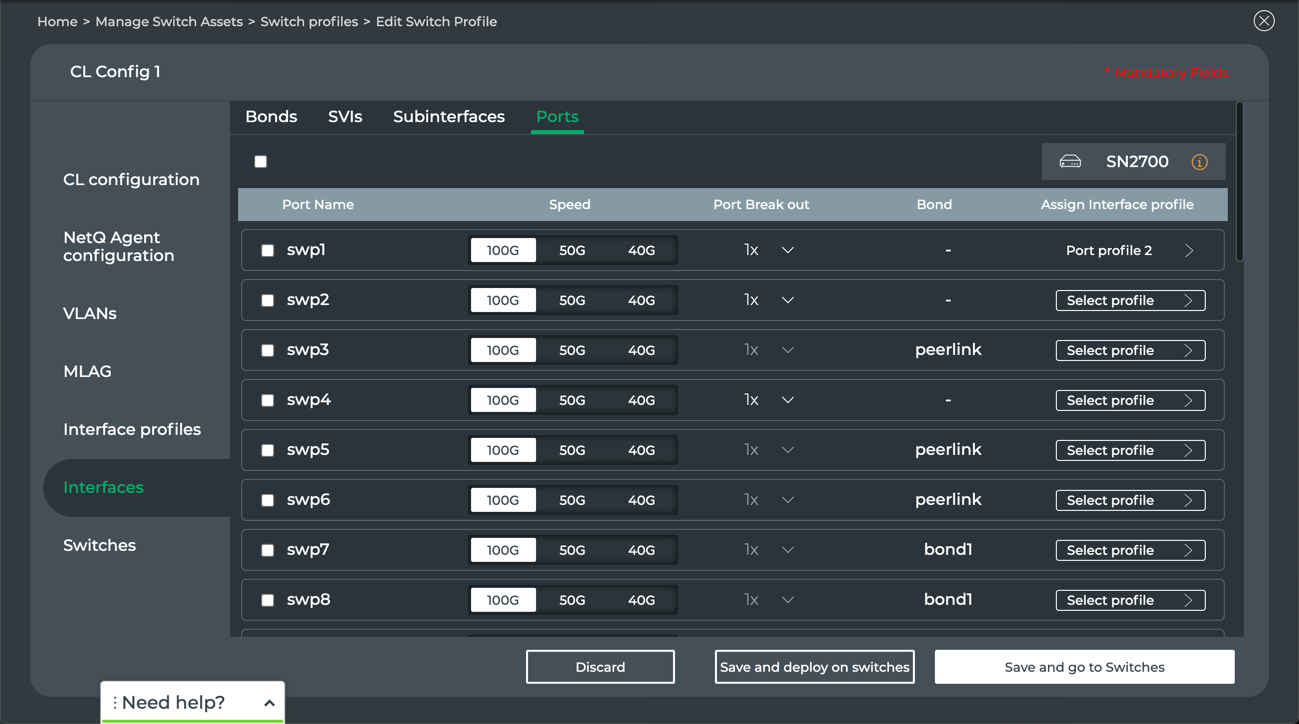 Home > Manage Switch Assets > Switch profiles > Edit Switch Profile
CL Config 1
* Mandatory Fields
CL configuration
NetQ Agent
configuration
VLANs
MLAG
Interface profiles
Interfaces
Switches
Bonds SVIs Subinterfaces Ports
SN2700
Port Name Speed Port Break out Bond Assign Interface profile
swp1 100G 50G 40G 1x - Port profile 2
swp2 100G 50G 40G 1x - Select profile
swp3 100G 50G 40G 1x peerlink Select profile
swp4 100G 50G 40G 1x - Select profile
swp5 100G 50G 40G 1x peerlink Select profile
swp6 100G 50G 40G 1x peerlink Select profile
swp7 100G 50G 40G 1x bond1 Select profile
swp8 100G 50G 40G 1x bond1 Select profile
Discard Save and deploy on switches Save and go to Switches
Need help?